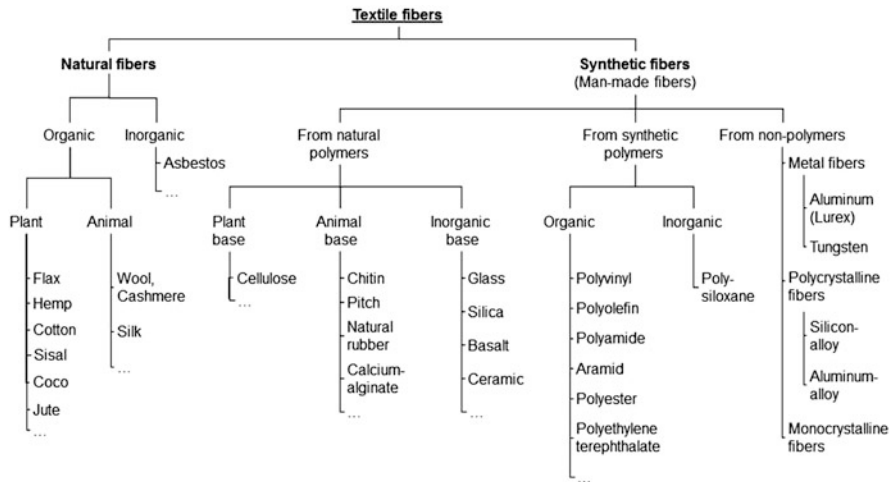 Textile fibers
Natural fibers
Synthetic fibers
(Man-made fibers)
Organic
Inorganic
From natural
polymers
From synthetic
polymers
From non-polymers
Asbestos
...
Metal fibers
Aluminum
(Lurex)
Tungsten
Plant
Animal
Plant
base
Animal
base
Inorganic
base
Organic
Inorganic
Flax
Hemp
Cotton
Sisal
Coco
Jute
...
Wool,
Cashmere
Silk
...
Cellulose
...
Chitin
Pitch
Natural
rubber
Calcium-
alginate
...
Glass
Silica
Basalt
Ceramic
...
Polyvinyl
Polyolefin
Polyamide
Aramid
Polyester
Polyethylene
terephthalate
...
Poly-
siloxane
Polycrystalline
fibers
Silicon-
alloy
Aluminum-
alloy
Monocrystalline
fibers